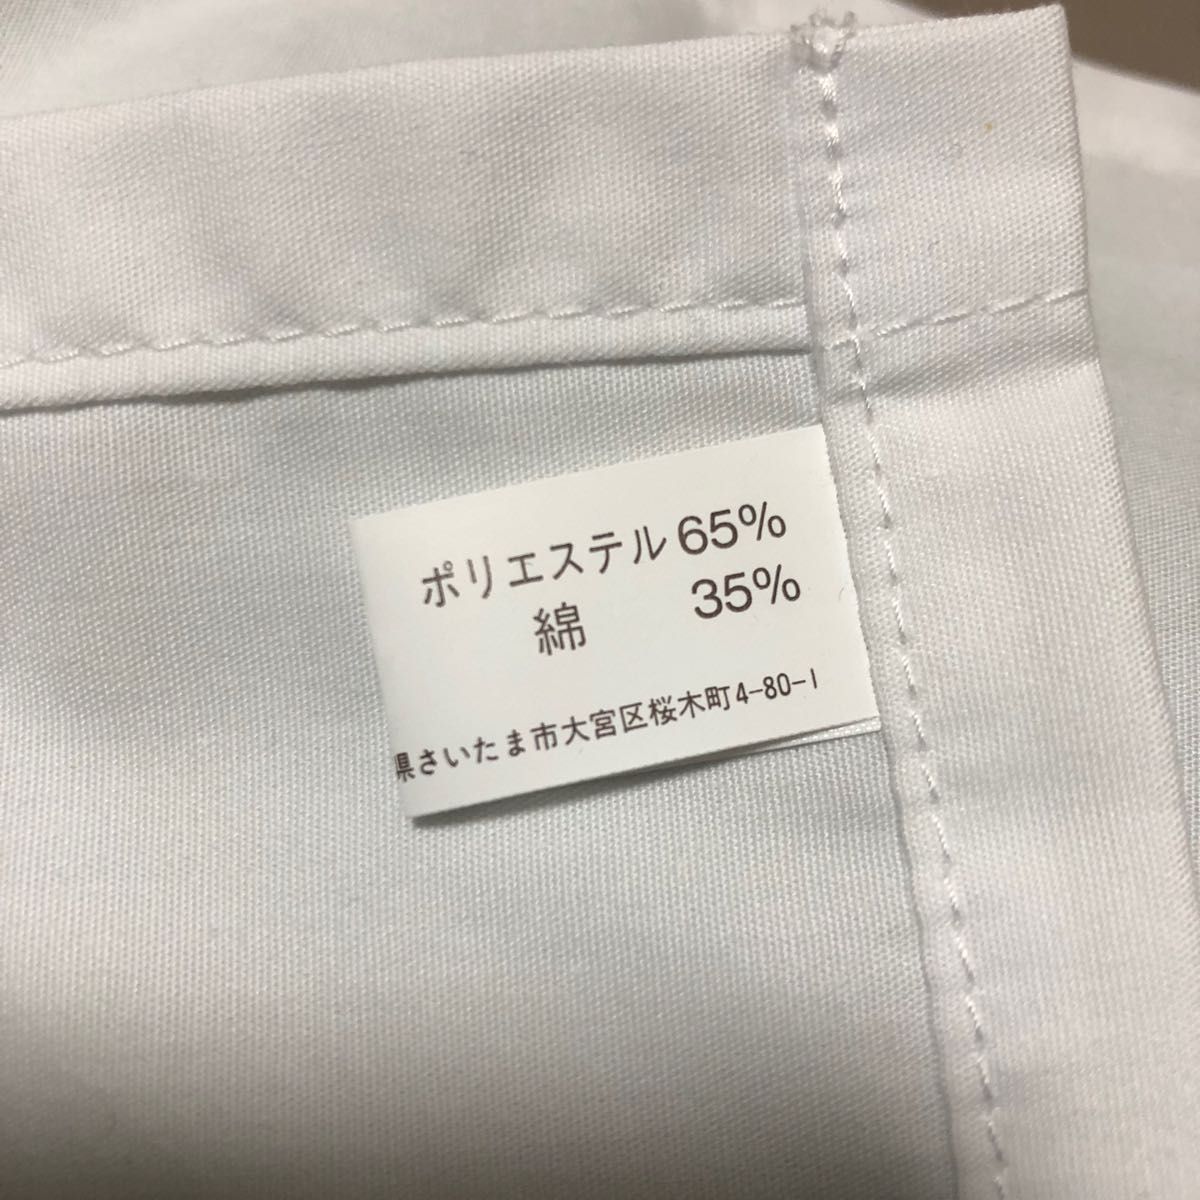 ポリエステル 65%
綿 35%
県さいたま市大宮区桜木町4-80-1